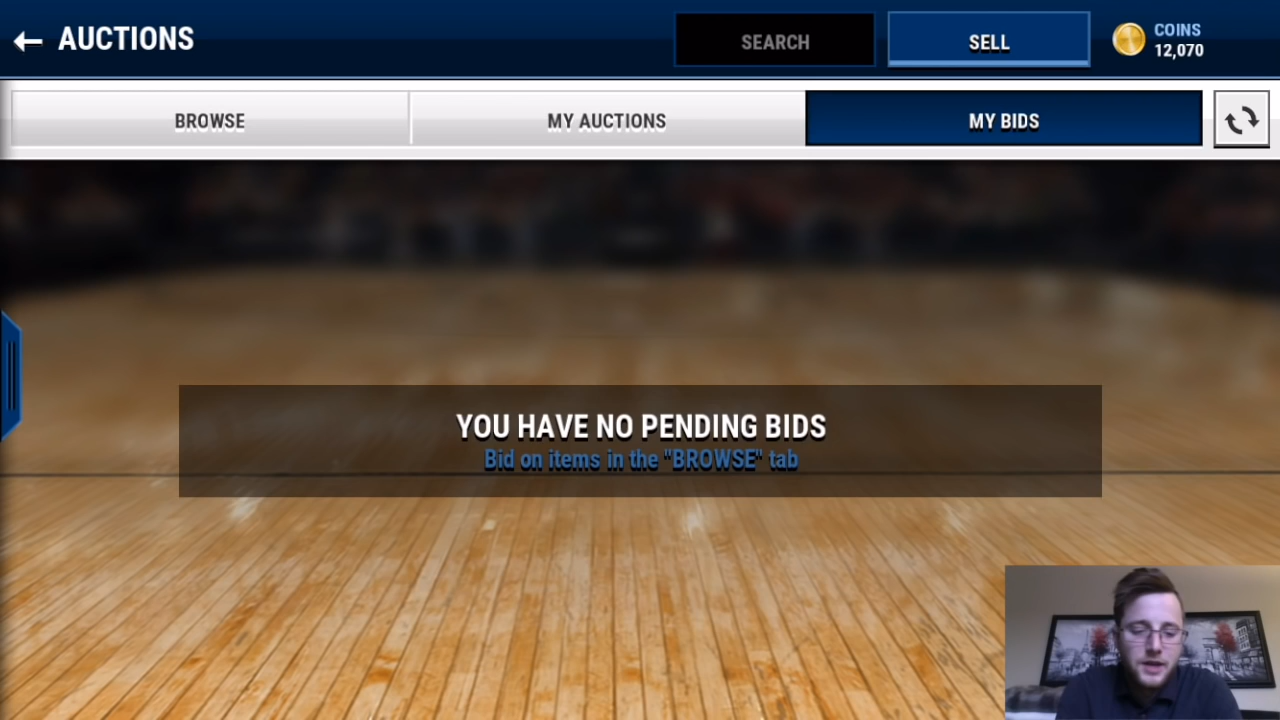 AUCTIONS
SEARCH
SELL
COINS
12,070
BROWSE
MY AUCTIONS
MY BIDS
YOU HAVE NO PENDING BIDS
Bid on items in the "BROWSE" tab